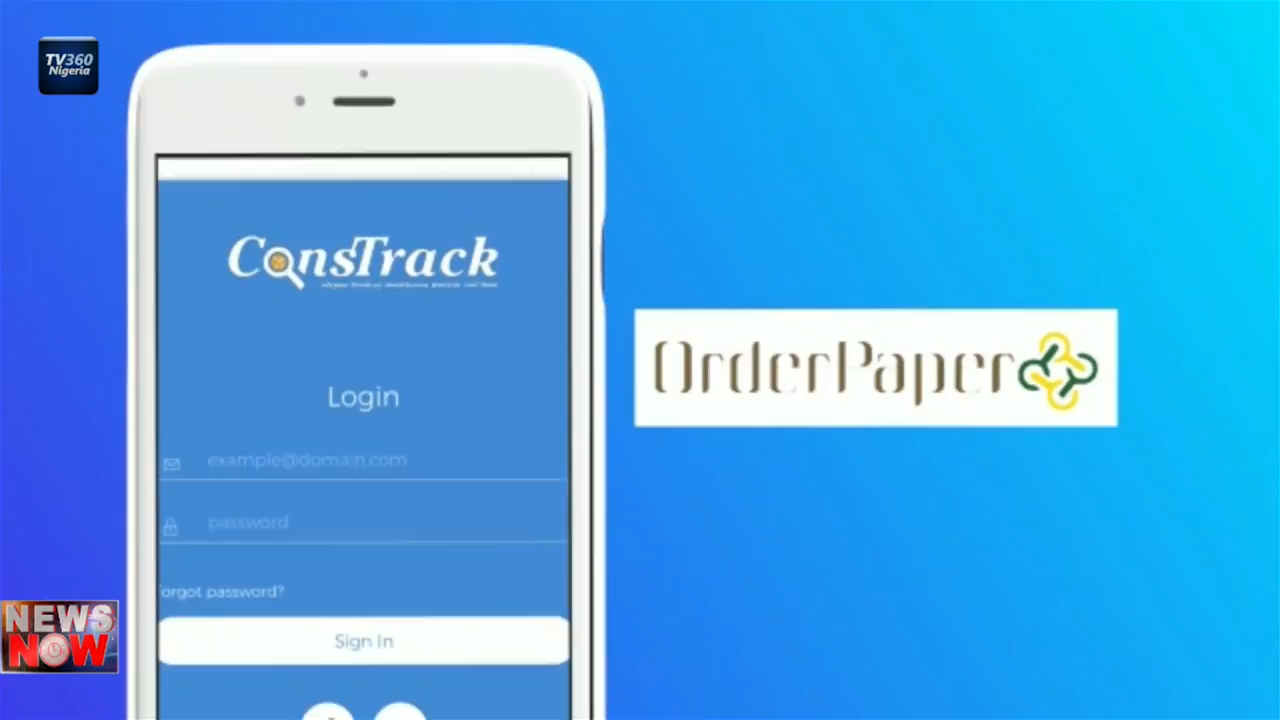 TV360
Nigeria
ConsTrack
Login
example@domain.com
password
orgot password?
Sign In
OrderPaper
NEWS
NOW